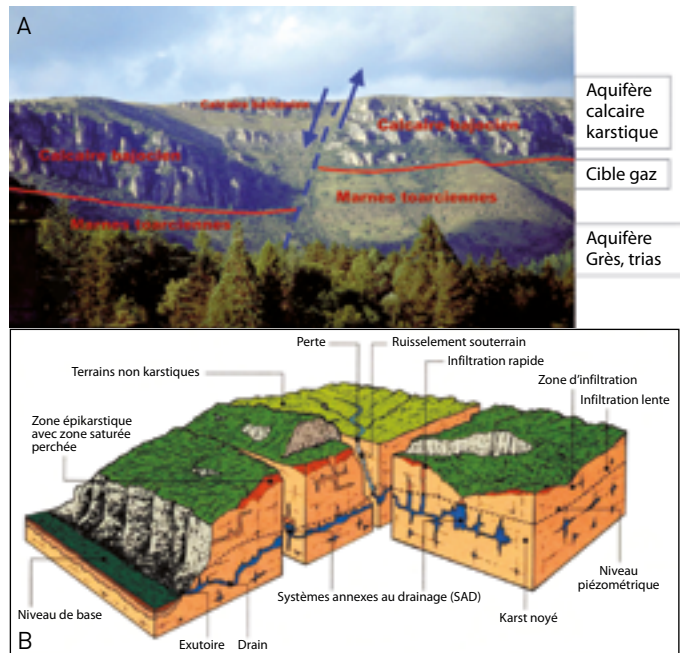 A
Calcaire
Calcaire bajocien
Calcaire bajocien
Marnes toarciennes
Marnes toarciennes
Aquifère
calcaire
karstique
Cible gaz
Aquifère
Grès, trias
Perte
Ruisselement souterrain
Infiltration rapide
Terrains non karstiques
Zone d'infiltration
Infiltration lente
Zone épikarstique
avec zone saturée
perchée
Niveau
piézométrique
Systèmes annexes au drainage (SAD)
Niveau de base
Karst noyé
Exutoire
Drain
B